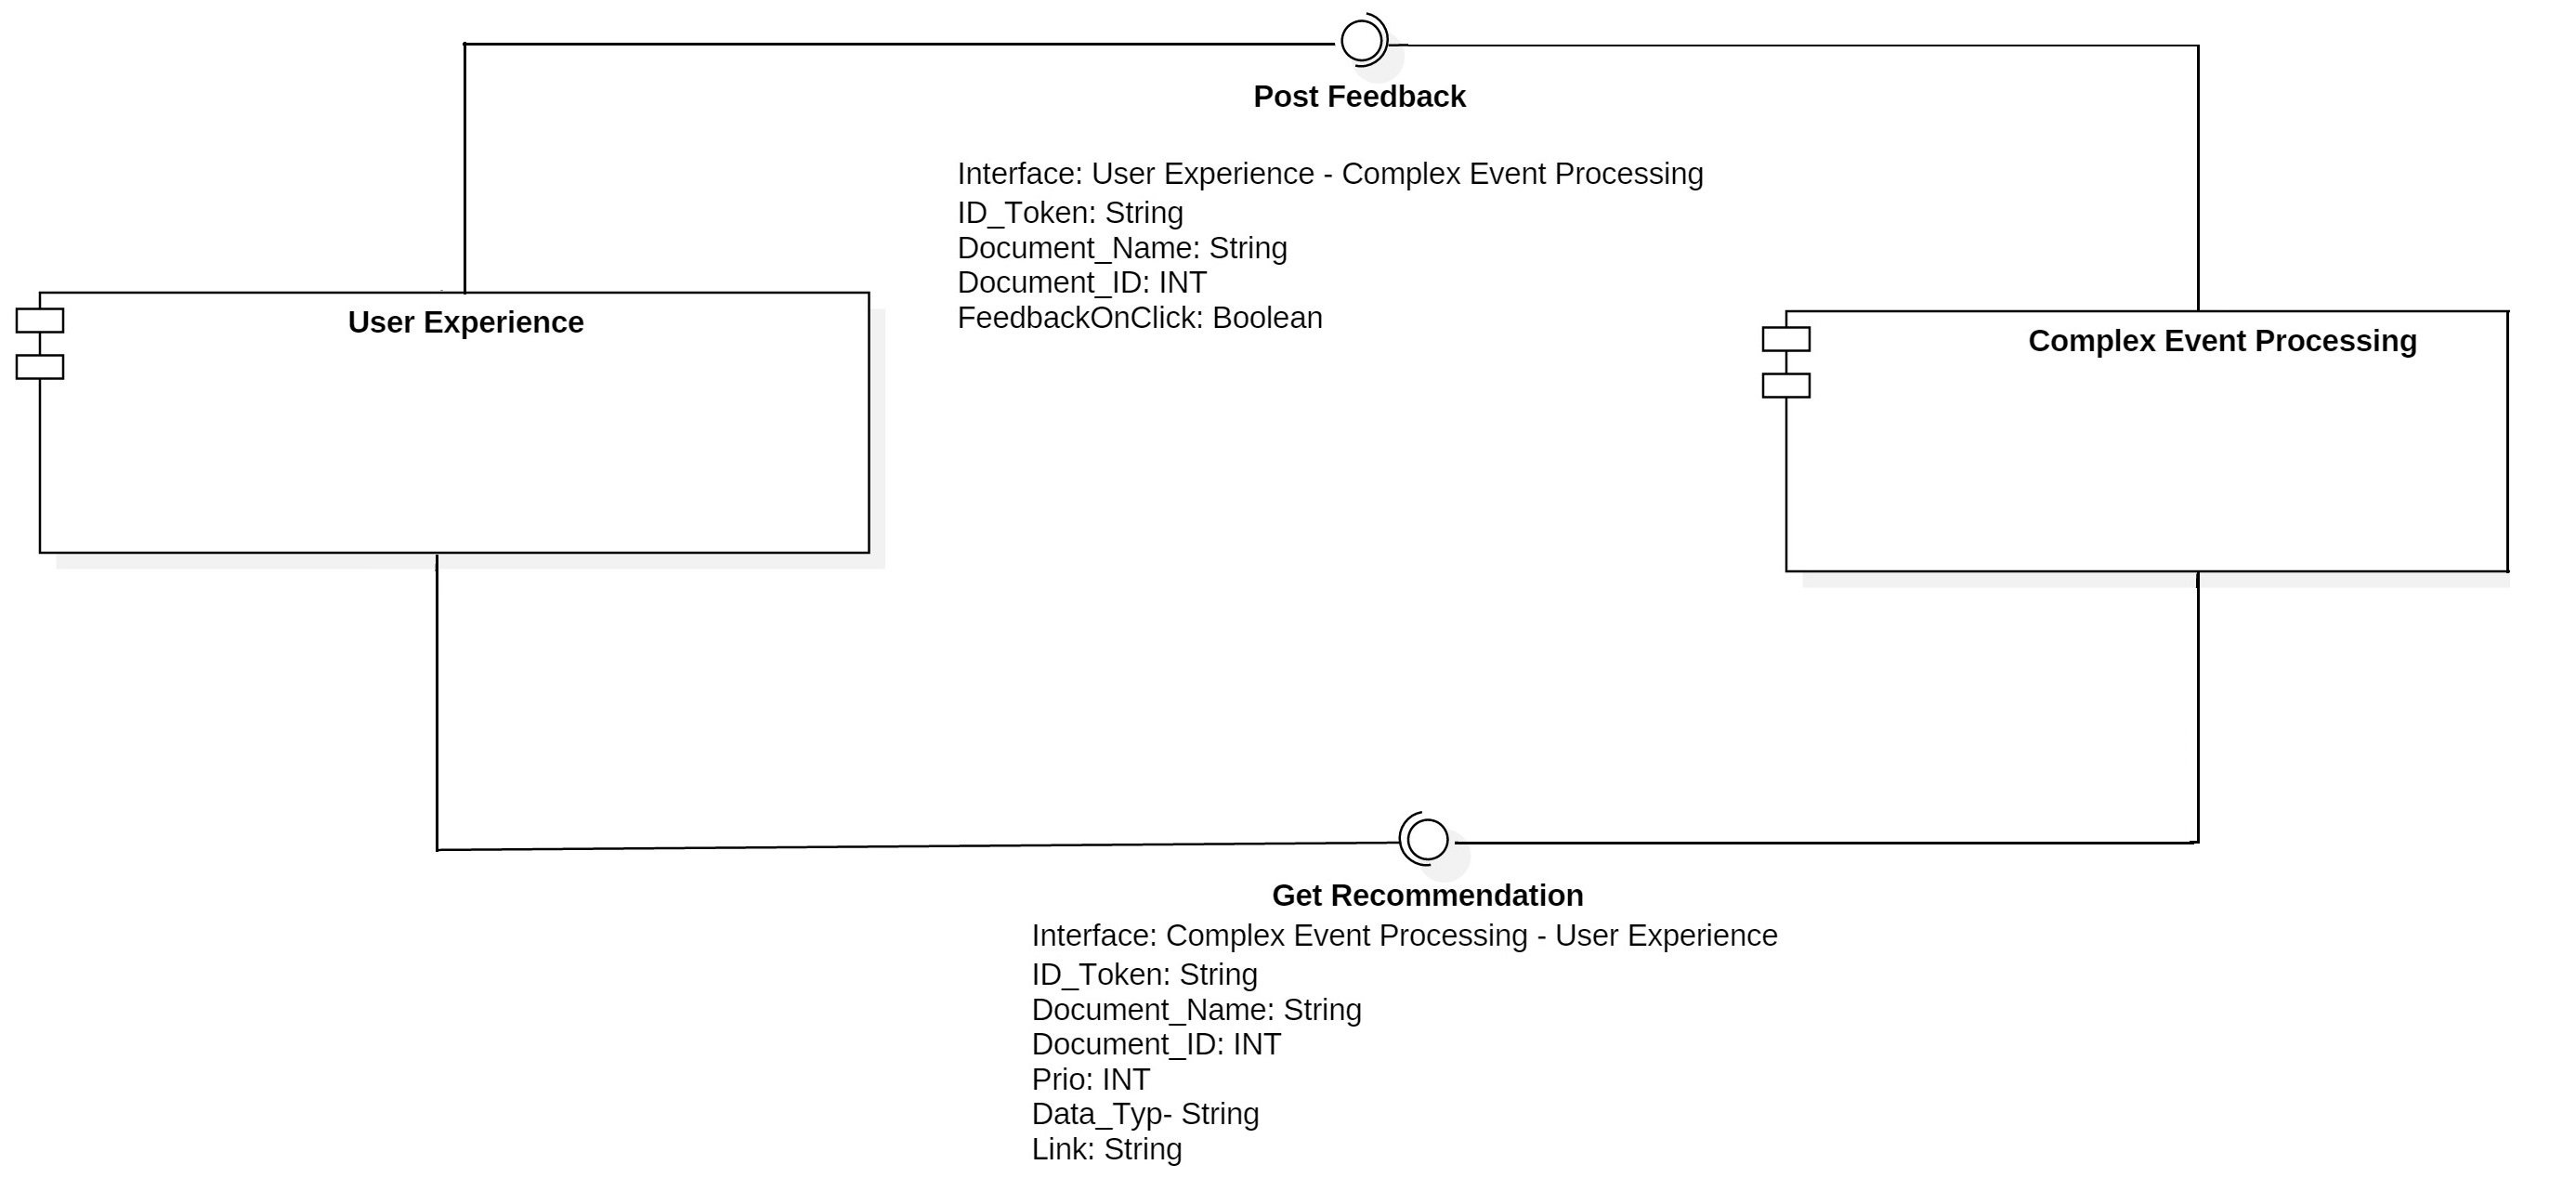 Post Feedback
Interface: User Experience - Complex Event Processing
ID_Token: String
Document_Name: String
Document_ID: INT
FeedbackOnClick: Boolean
User Experience
Complex Event Processing
Get Recommendation
Interface: Complex Event Processing - User Experience
ID_Token: String
Document_Name: String
Document_ID: INT
Prio: INT
Data_Typ- String
Link: String